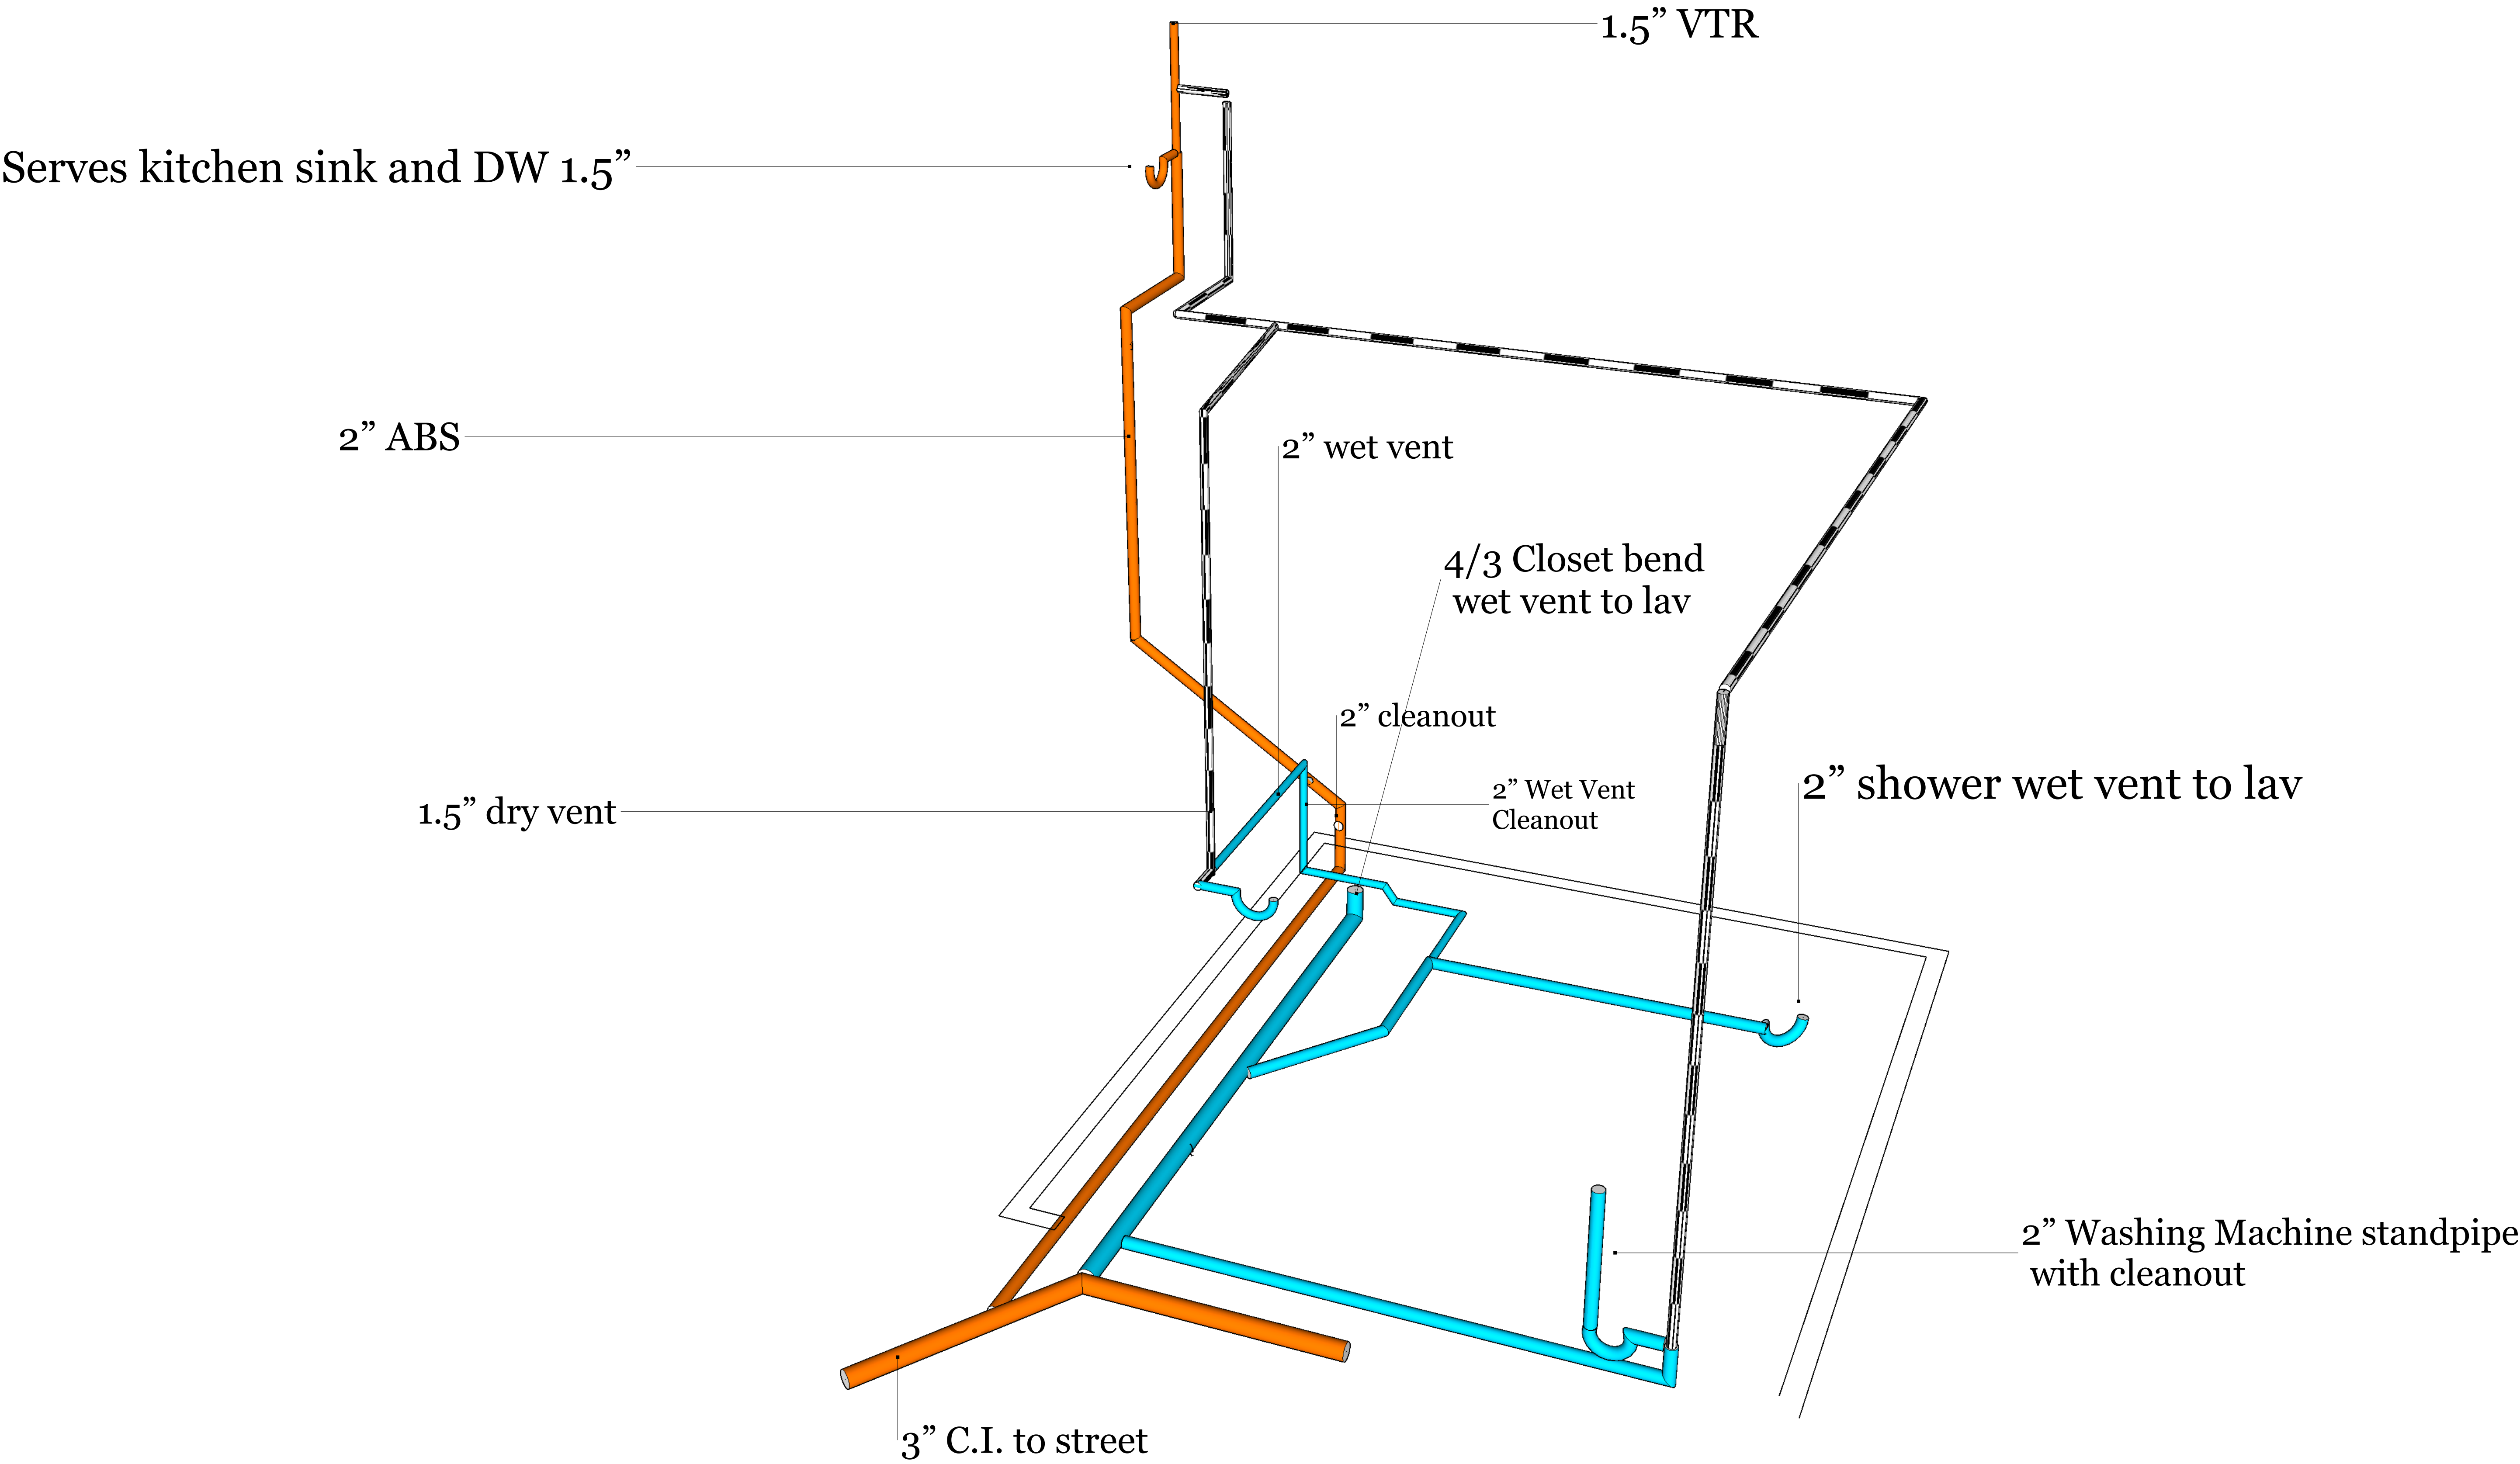 1.5” VTR
Serves kitchen sink and DW 1.5”
2” ABS
2” wet vent
4/3 Closet bend
wet vent to lav
2” cleanout
2” shower wet vent to lav
2” Wet Vent
Cleanout
1.5” dry vent
2” Washing Machine standpipe
with cleanout
3” C.I. to street